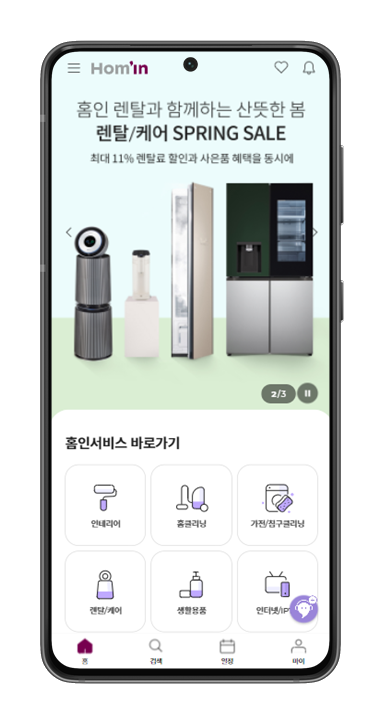 Hom'in
홈인 렌탈과 함께하는 산뜻한 봄
렌탈/케어 SPRING SALE
최대 11% 렌탈료 할인과 사은품 혜택을 동시에
2/3
홈인서비스 바로가기
인테리어
홈클리닝
가전/침구클리닝
렌탈/케어
생활용품
인터넷/IP
홈
검색
일정
마이